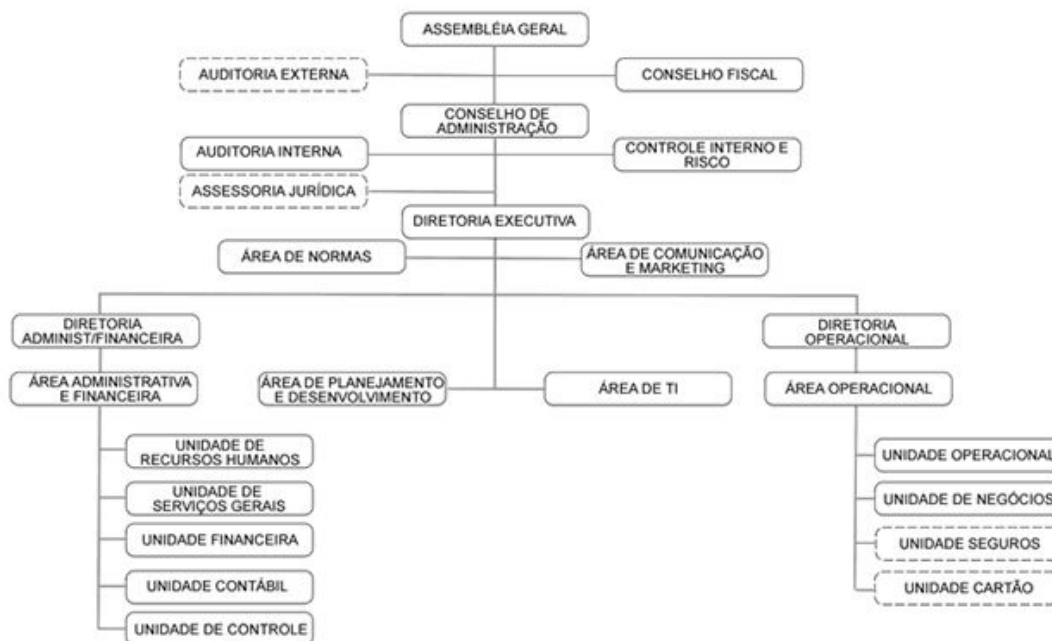 ASSEMBLÉIA GERAL
AUDITORIA EXTERNA
CONSELHO FISCAL
CONSELHO DE
ADMINISTRAÇÃO
AUDITORIA INTERNA
CONTROLE INTERNO E
RISCO
ASSESSORIA JURÍDICA
DIRETORIA EXECUTIVA
ÁREA DE NORMAS
ÁREA DE COMUNICAÇÃO
E MARKETING
DIRETORIA
ADMINIST/FINANCEIRA
DIRETORIA
OPERACIONAL
ÁREA ADMINISTRATIVA
E FINANCEIRA
ÁREA DE PLANEJAMENTO
E DESENVOLVIMENTO
ÁREA DE TI
ÁREA OPERACIONAL
UNIDADE DE
RECURSOS HUMANOS
UNIDADE DE
SERVIÇOS GERAIS
UNIDADE FINANCEIRA
UNIDADE CONTÁBIL
UNIDADE DE CONTROLE
UNIDADE OPERACIONAL
UNIDADE DE NEGÓCIOS
UNIDADE SEGUROS
UNIDADE CARTÃO